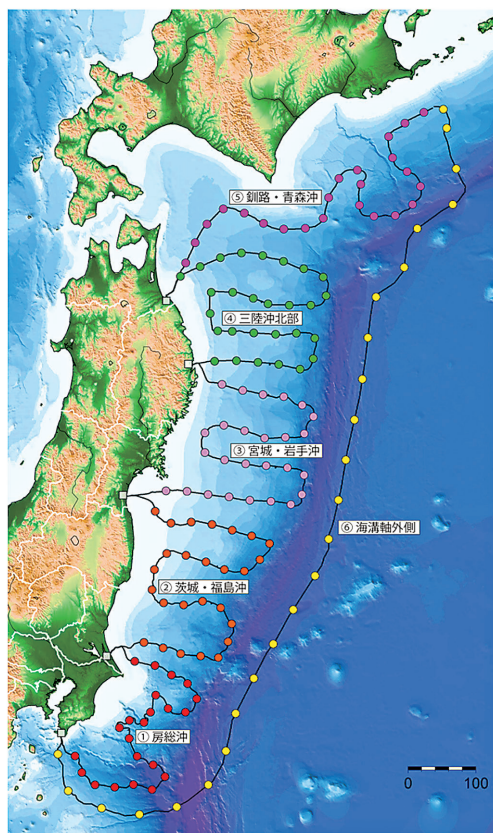 ⑤ 釧路・青森沖
④ 三陸沖北部
③ 宮城・岩手沖
⑥ 海溝軸外側
② 茨城・福島沖
① 房総沖
0 100